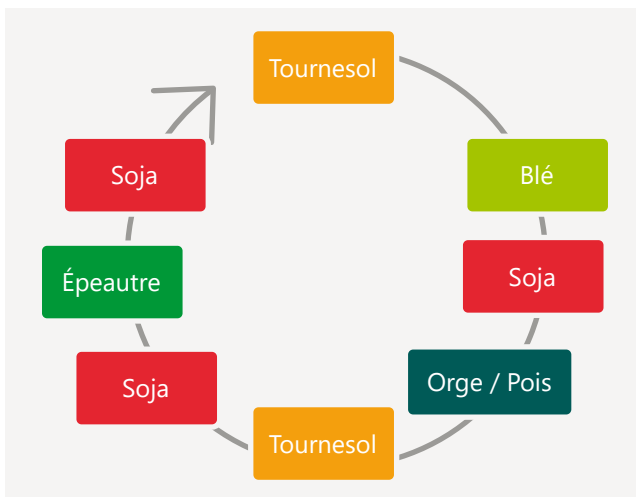 Tournesol
Blé
Soja
Orge / Pois
Tournesol
Soja
Épeautre
Soja